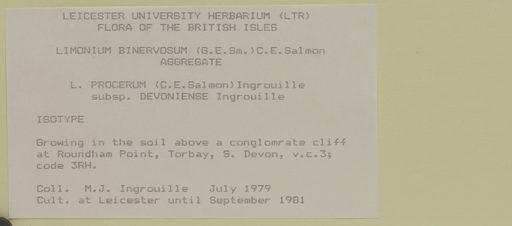 LEICESTER UNIVERSITY HERBARIUM (LTR)
FLORA OF THE BRITISH ISLES
LIMONIUM BINERVOSUM (G.E.Sm.)C.E.Salmon
AGGREGATE
L. PROCERUM (C.E.Salmon)Ingrouille
subsp. DEVONIENSE Ingrouille
ISOTYPE
Growing in the soil above a conglomrate cliff
at Roundham Point, Torbay, S. Devon, v.c.3;
code 3RH.
Coll. M.J. Ingrouille July 1979
Cult. at Leicester until September 1981